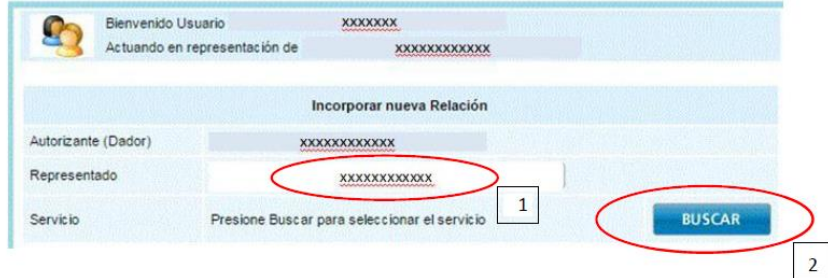 Bienvenido Usuario xxxxxxx
Actuando en representación de xxxxxxxxxxxx
Incorporar nueva Relación
Autorizante (Dador) xxxxxxxxxxxx
Representado xxxxxxxxxxxx
1
Servicio Presione Buscar para seleccionar el servicio BUSCAR
2